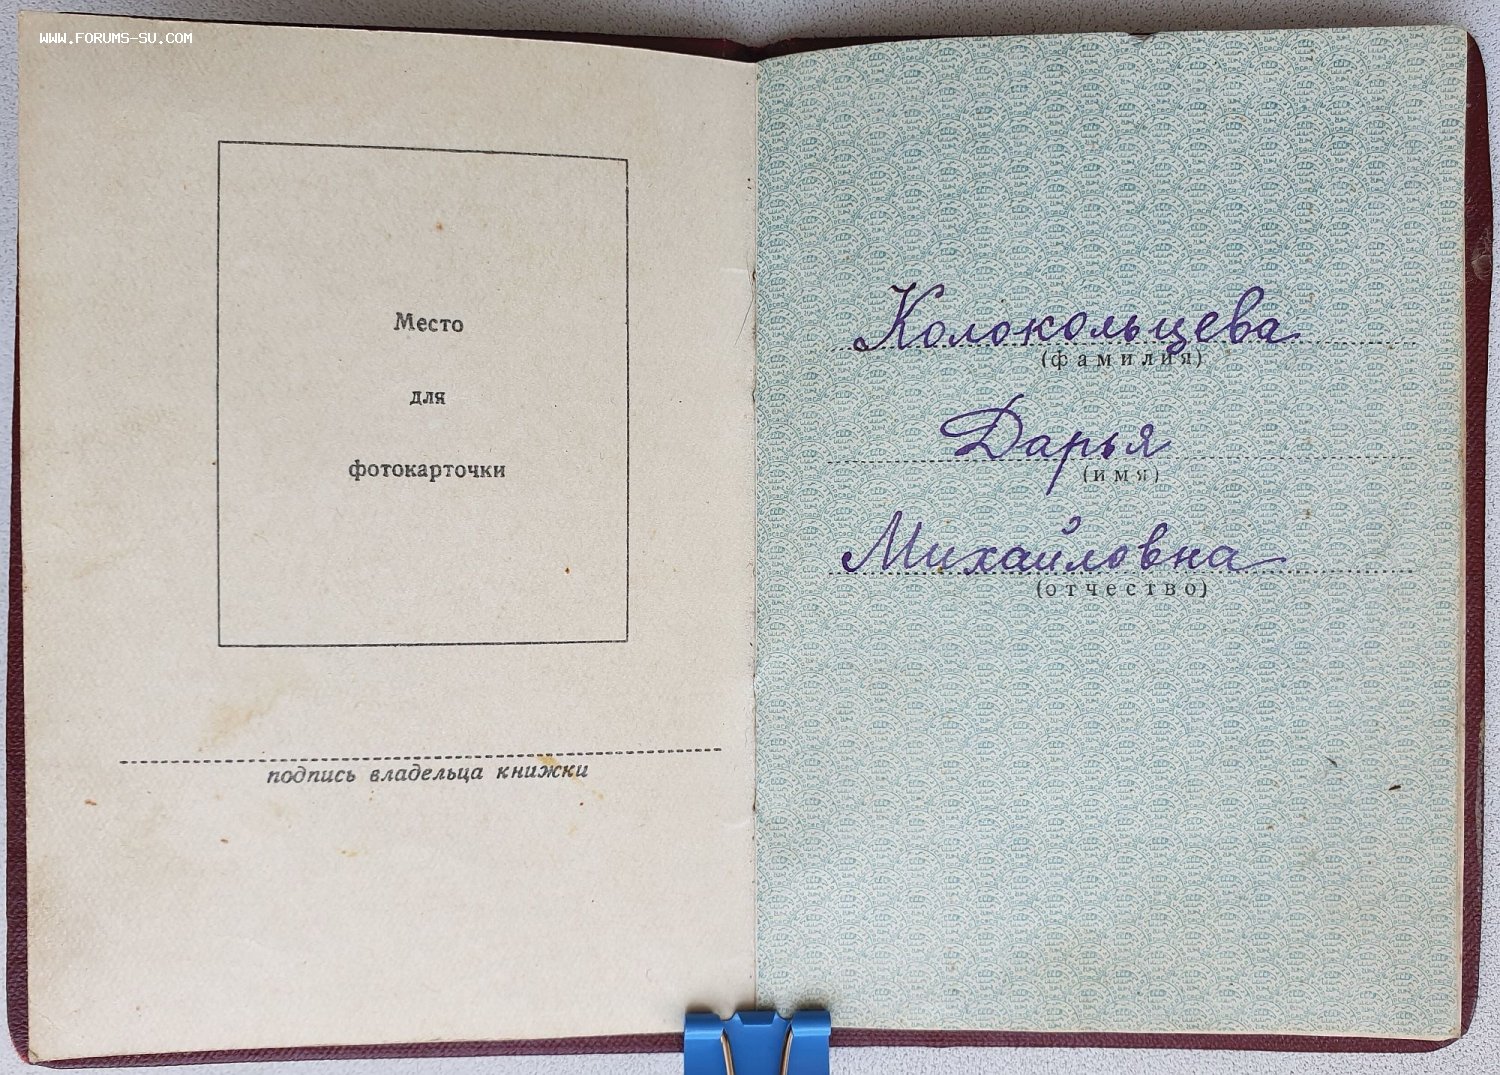 WWW.FORUMS-SU.COM
Место
для
фотокарточки
подпись владельца книжки
Колокольцева
(фамилия)
Дарья
(имя)
Михайловна
(отчество)